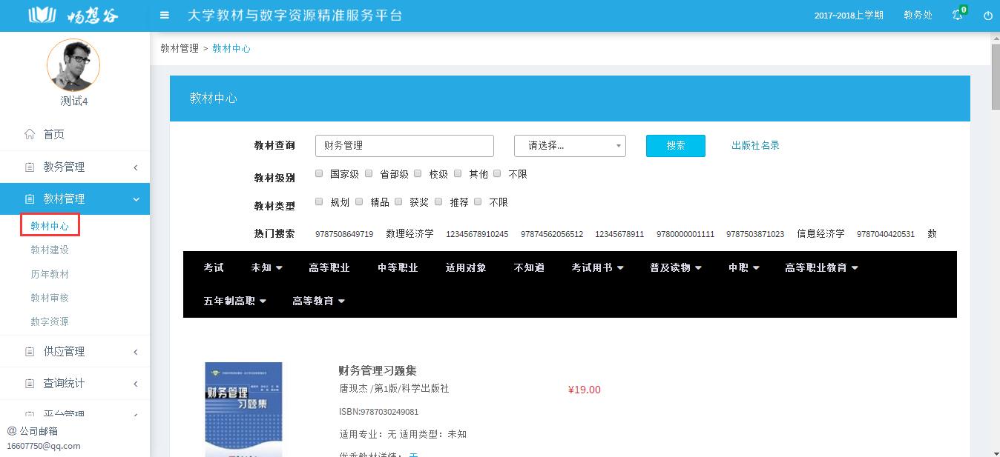 畅想谷 大学教材与数字资源精准服务平台 2017~2018上学期 教务处 0
测试4
首页
教务管理
教材管理
教材中心
教材建设
历年教材
教材审核
数字资源
供应管理
查询统计
平台管理
@ 公司邮箱
16607750@qq.com
教材管理 > 教材中心
教材中心
教材查询 财务管理 请选择... 搜索 出版社名录
教材级别 国家级 省部级 校级 其他 不限
教材类型 规划 精品 获奖 推荐 不限
热门搜索 9787508649719 数理经济学 12345678910245 97874562056512 12345678911 9780000001111 9787503871023 信息经济学 9787040420531 数
考试 未知 高等职业 中等职业 适用对象 不知道 考试用书 普及读物 中职 高等职业教育
五年制高职 高等教育
财务管理
习题集
财务管理习题集
唐现杰 /第1版/科学出版社
¥19.00
ISBN:9787030249081
适用专业：无 适用类型：未知
优秀教材详情：无